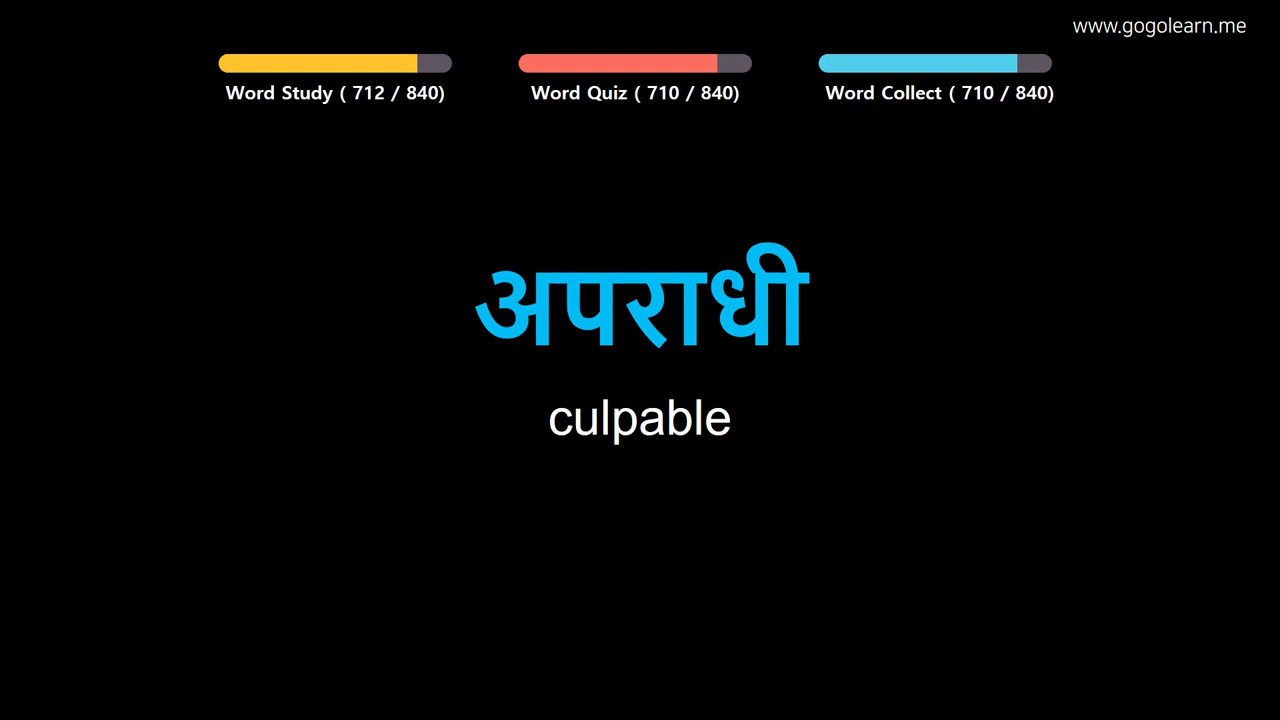 www.gogolearn.me
Word Study ( 712 / 840)
Word Quiz ( 710 / 840)
Word Collect ( 710 / 840)
अपराधी
culpable